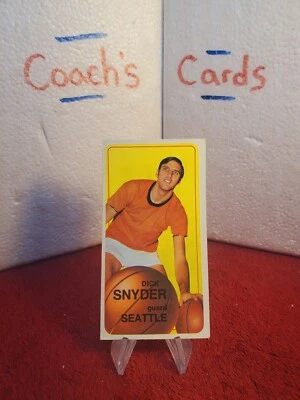 Coach's Cards
DICK
SNYDER
guard
SEATTLE